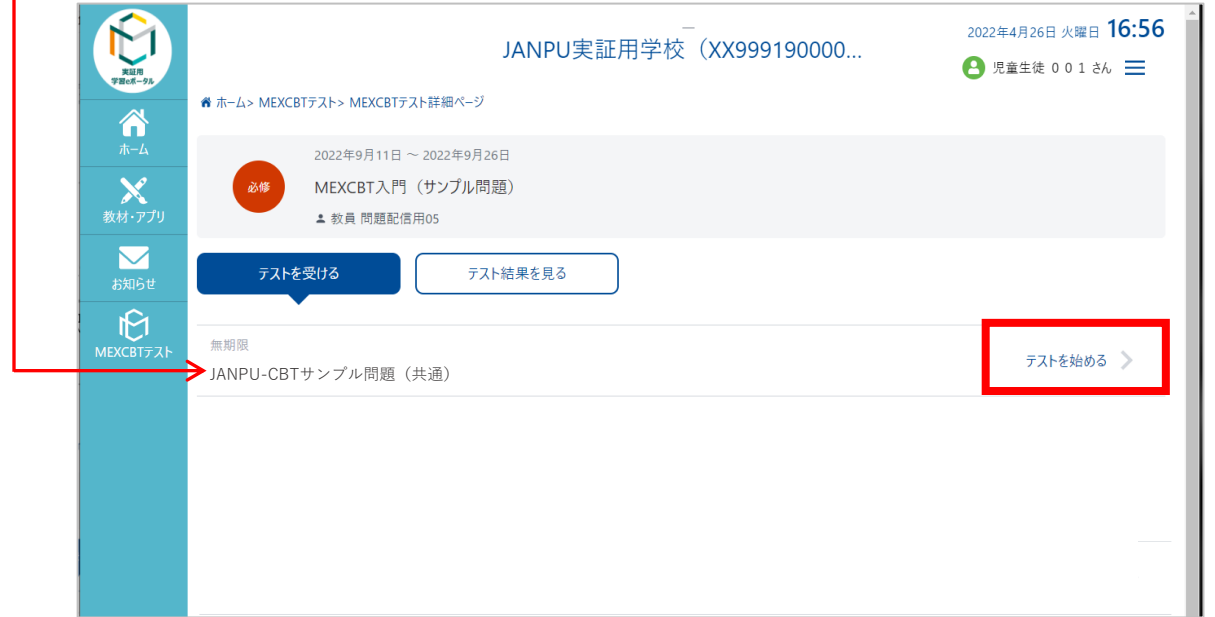 実証用
学習eポータル
ホーム
教材・アプリ
お知らせ
MEXCBTテスト
JANPU実証用学校（XX999190000...
2022年4月26日 火曜日 16:56
児童生徒 ００１さん
ホーム> MEXCBTテスト> MEXCBTテスト詳細ページ
2022年9月11日 ～ 2022年9月26日
必修
MEXCBT入門（サンプル問題）
教員 問題配信用05
テストを受ける
テスト結果を見る
無期限
JANPU-CBTサンプル問題（共通）
テストを始める